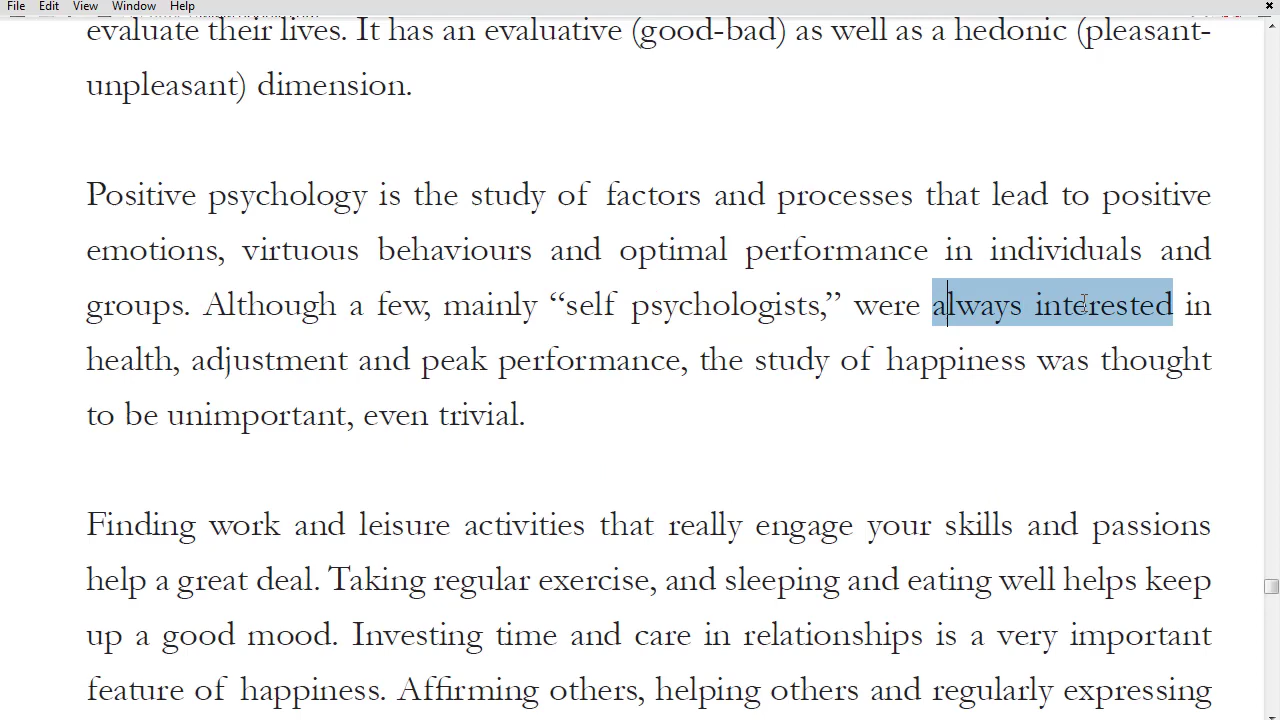 File Edit View Window Help
evaluate their lives. It has an evaluative (good-bad) as well as a hedonic (pleasant-
unpleasant) dimension.
Positive psychology is the study of factors and processes that lead to positive
emotions, virtuous behaviours and optimal performance in individuals and
groups. Although a few, mainly “self psychologists,” were always interested in
health, adjustment and peak performance, the study of happiness was thought
to be unimportant, even trivial.
Finding work and leisure activities that really engage your skills and passions
help a great deal. Taking regular exercise, and sleeping and eating well helps keep
up a good mood. Investing time and care in relationships is a very important
feature of happiness. Affirming others, helping others and regularly expressing